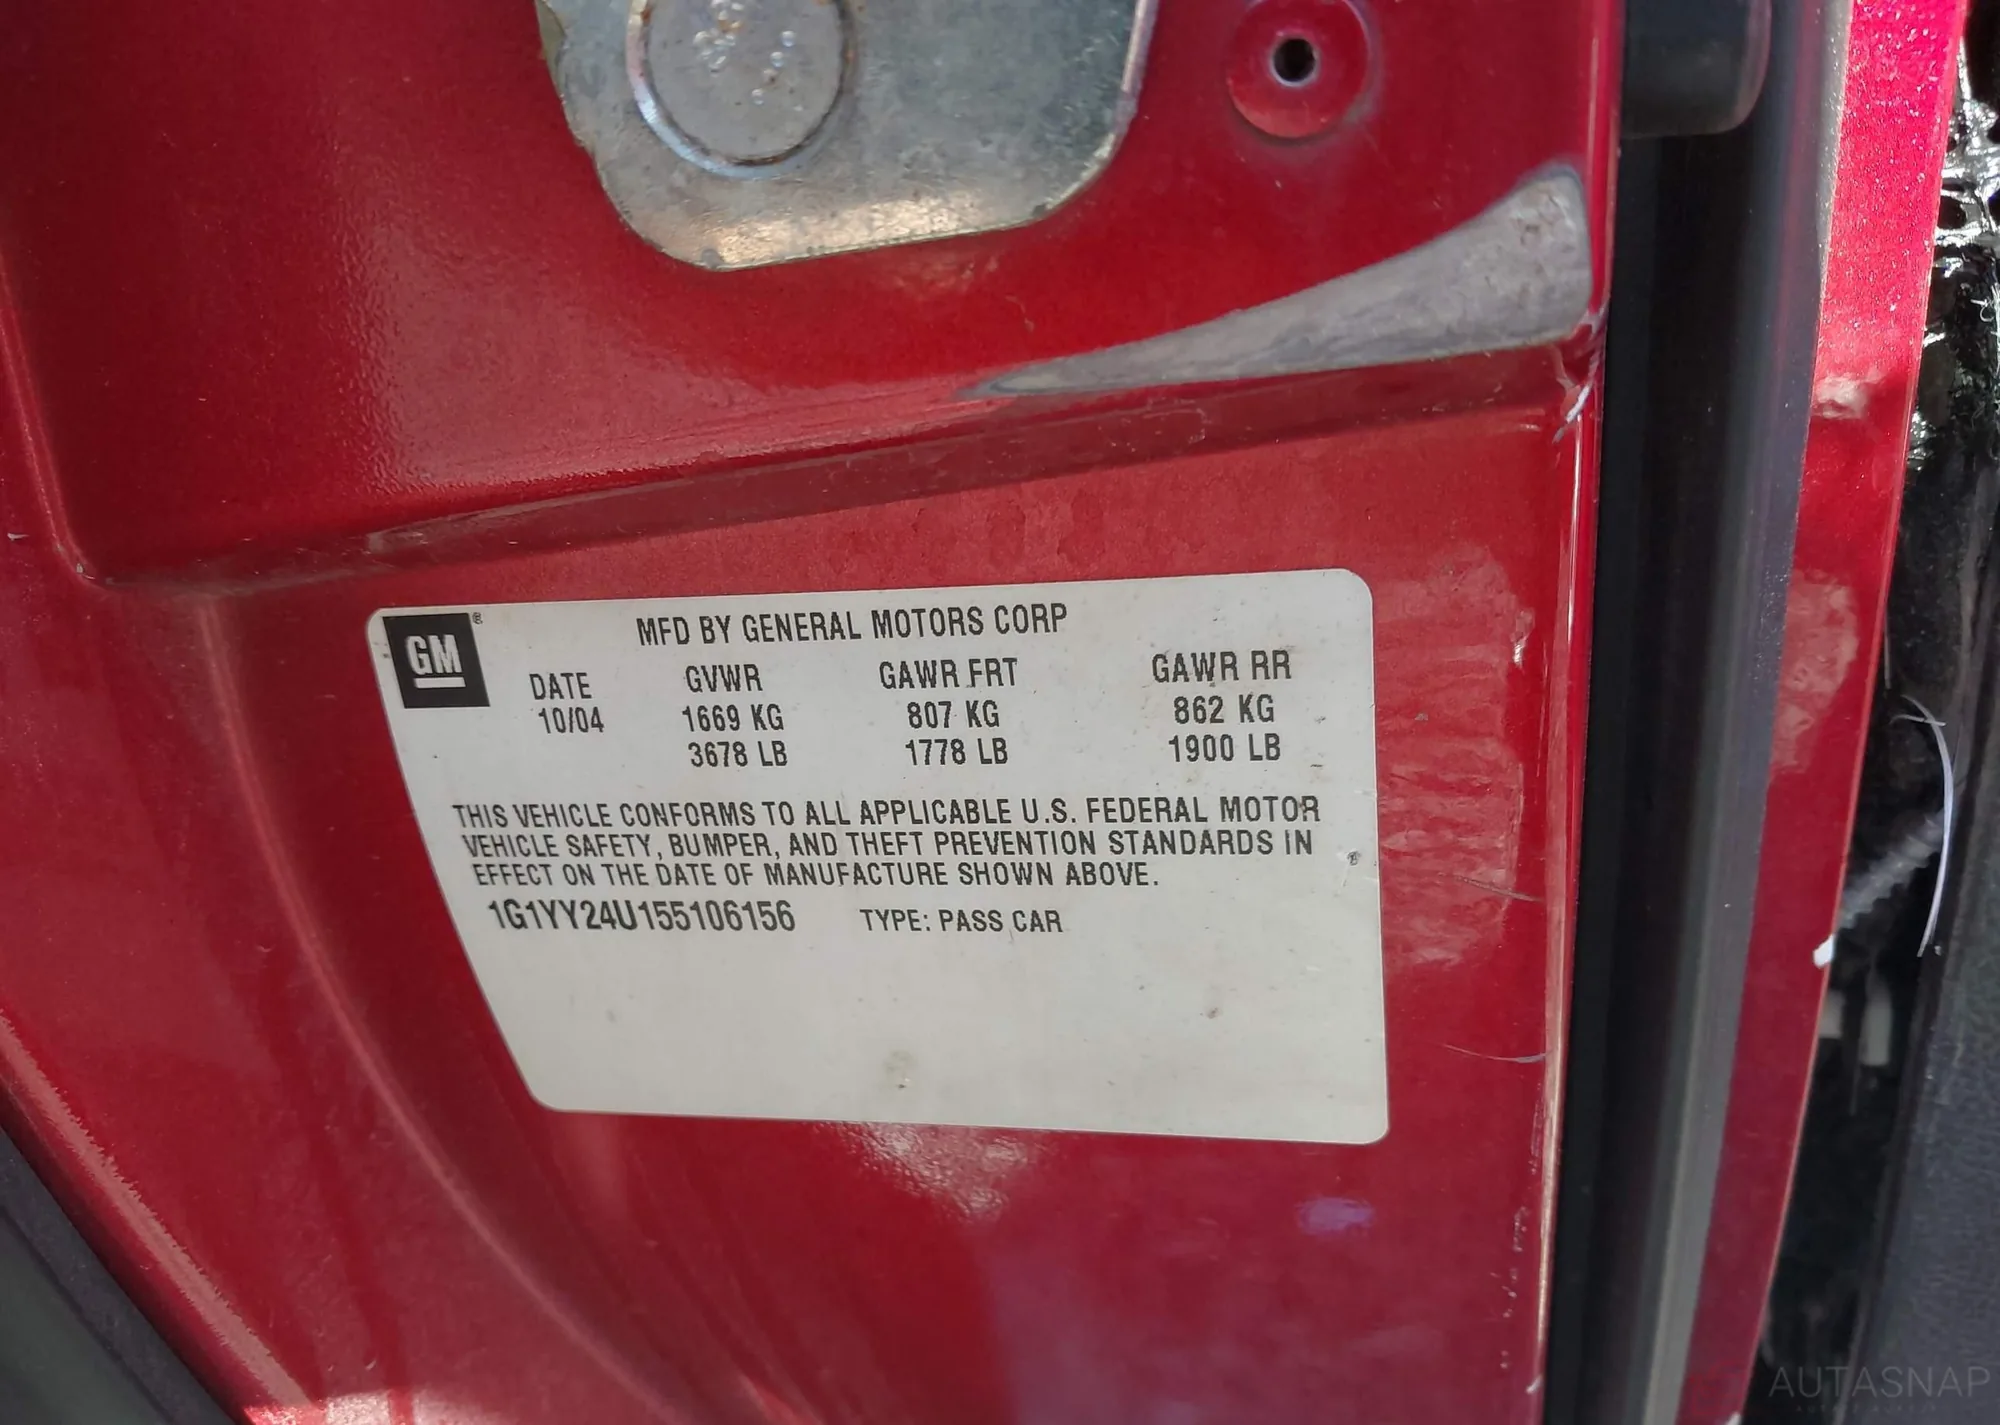 GM®
MFD BY GENERAL MOTORS CORP
DATE GVWR GAWR FRT GAWR RR
10/04 1669 KG 807 KG 862 KG
3678 LB 1778 LB 1900 LB
THIS VEHICLE CONFORMS TO ALL APPLICABLE U.S. FEDERAL MOTOR
VEHICLE SAFETY, BUMPER, AND THEFT PREVENTION STANDARDS IN
EFFECT ON THE DATE OF MANUFACTURE SHOWN ABOVE.
1G1YY24U155106156 TYPE: PASS CAR
AUTASNAP